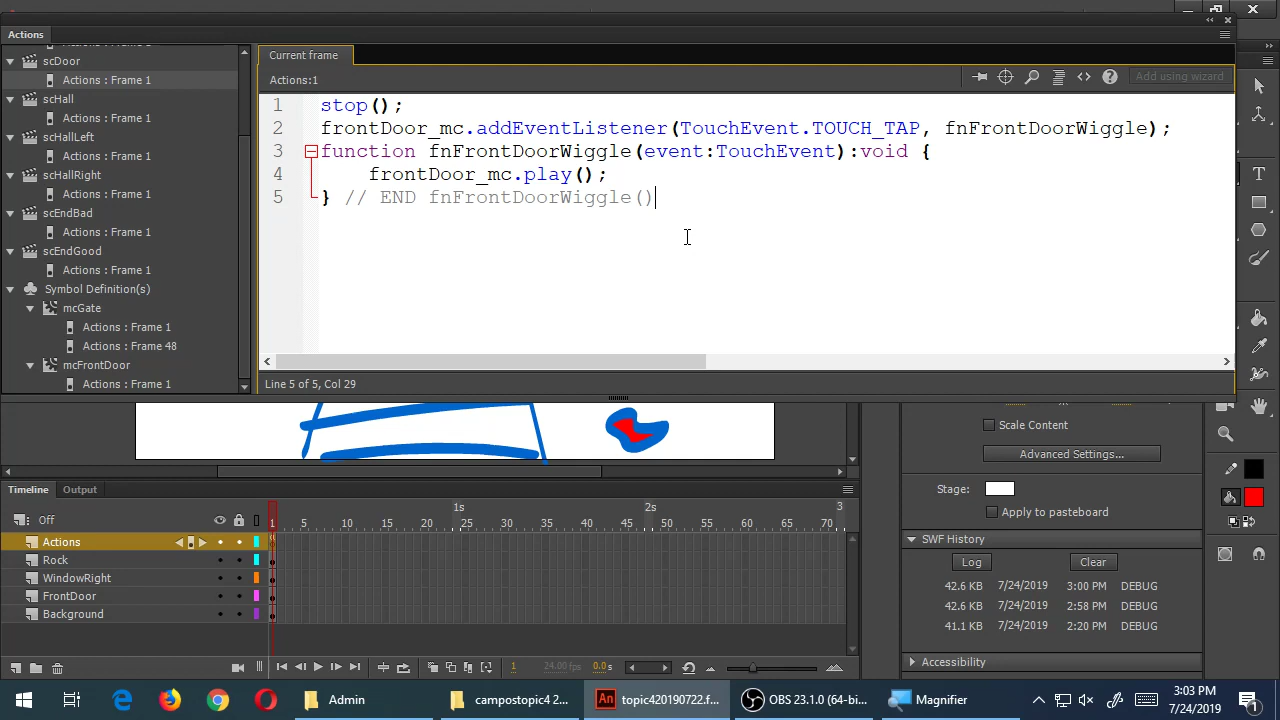 Actions
scDoor
Actions : Frame 1
scHall
Actions : Frame 1
scHallLeft
Actions : Frame 1
scHallRight
Actions : Frame 1
scEndBad
Actions : Frame 1
scEndGood
Actions : Frame 1
Symbol Definition(s)
mcGate
Actions : Frame 1
Actions : Frame 48
mcFrontDoor
Actions : Frame 1
Current frame
Actions:1
Add using wizard
1 stop();
2 frontDoor_mc.addEventListener(TouchEvent.TOUCH_TAP, fnFrontDoorWiggle);
3 function fnFrontDoorWiggle(event:TouchEvent):void {
4 frontDoor_mc.play();
5 } // END fnFrontDoorWiggle()
Line 5 of 5, Col 29
Scale Content
Advanced Settings...
Stage:
Apply to pasteboard
SWF History
Log Clear
42.6 KB 7/24/2019 3:00 PM DEBUG
42.6 KB 7/24/2019 2:58 PM DEBUG
41.1 KB 7/24/2019 2:20 PM DEBUG
Accessibility
Timeline Output
1s 2s 3
Off 1 5 10 15 20 25 30 35 40 45 50 55 60 65 70
Actions
Rock
WindowRight
FrontDoor
Background
1 24.00 fps 0.0 s
Admin
campostopic4 2...
An topic420190722.f...
OBS 23.1.0 (64-bi...
Magnifier
3:03 PM
7/24/2019
1